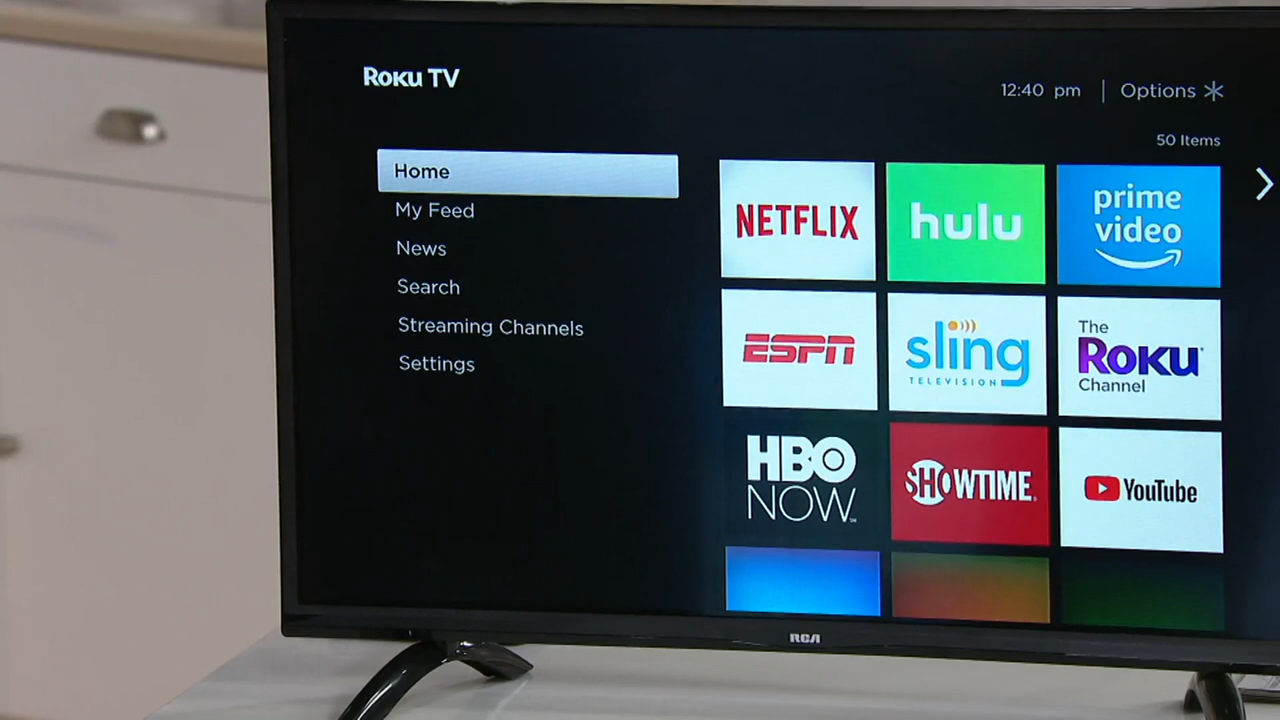 Roku TV
12:40 pm | Options
50 Items
Home
My Feed
News
Search
Streaming Channels
Settings
NETFLIX
hulu
prime
video
ESPN
sling
TELEVISION
The
Roku
Channel
HBO
NOW
SHOWTIME
YouTube
RCA